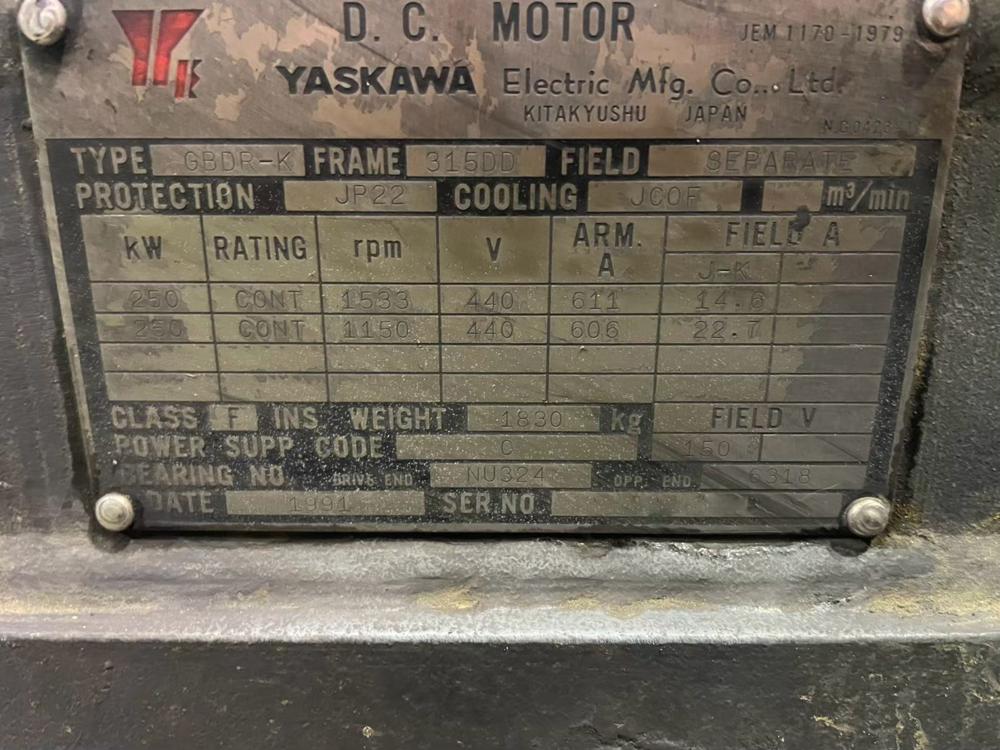 D. C. MOTOR JEM 1170-1979
YASKAWA Electric Mfg. Co., Ltd.
KITAKYUSHU JAPAN
TYPE GBDR-K FRAME 315DD FIELD SEPARATE
PROTECTION JP22 COOLING JC0F m³/min
kW RATING rpm V ARM. A FIELD A
J-K
250 CONT 1533 440 611 14.6
250 CONT 1150 440 606 22.7
CLASS F INS. WEIGHT 1830 kg FIELD V
POWER SUPP. CODE C 150
BEARING NO. DRIVE END. NU324 OPP. END. 6318
DATE 1991 SER.NO.